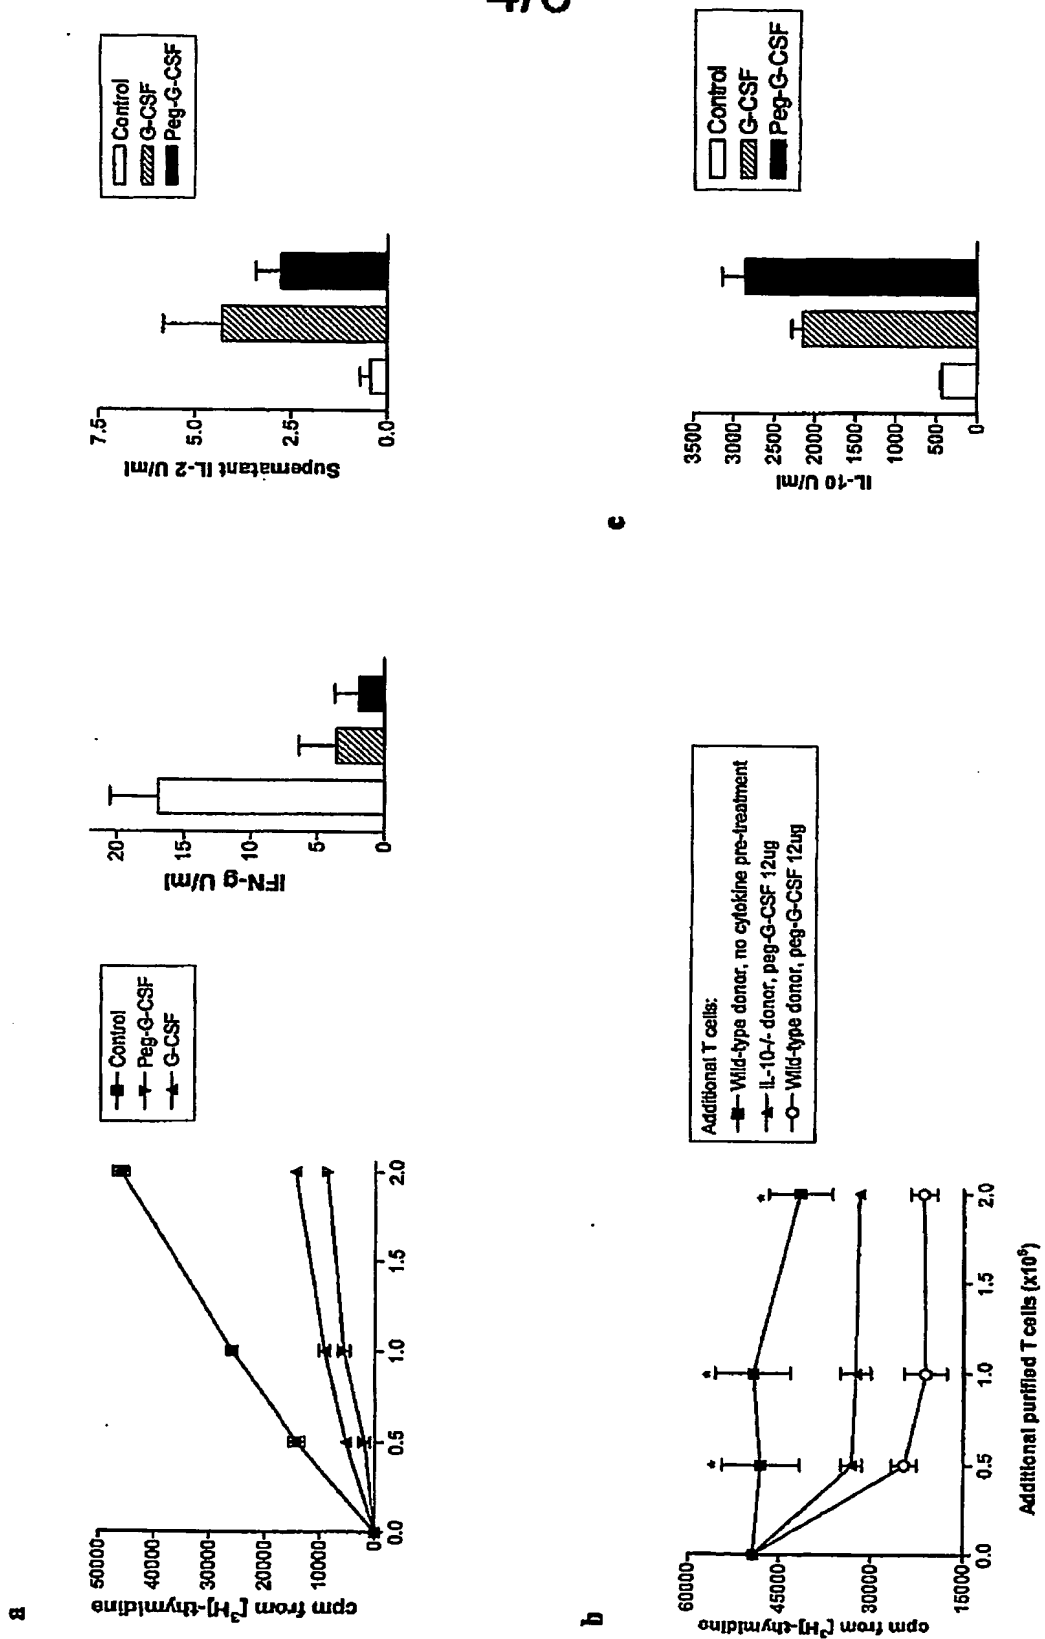 a
cpm from [³H]-thymidine
50000
40000
30000
20000
10000
0
0.0
0.5
1.0
1.5
2.0
Control
Peg-G-CSF
G-CSF
IFN-g U/ml
20
15
10
5
0
Supernatant IL-2 U/ml
7.5
5.0
2.5
0.0
Control
G-CSF
Peg-G-CSF
b
cpm from [³H]-thymidine
60000
45000
30000
15000
0.0
0.5
1.0
1.5
2.0
*
*
*
Additional purified T cells (x10⁵)
Additional T cells:
Wild-type donor, no cytokine pre-treatment
IL-10-/- donor, peg-G-CSF 12ug
Wild-type donor, peg-G-CSF 12ug
c
IL-10 U/ml
3500
3000
2500
2000
1500
1000
500
0
Control
G-CSF
Peg-G-CSF